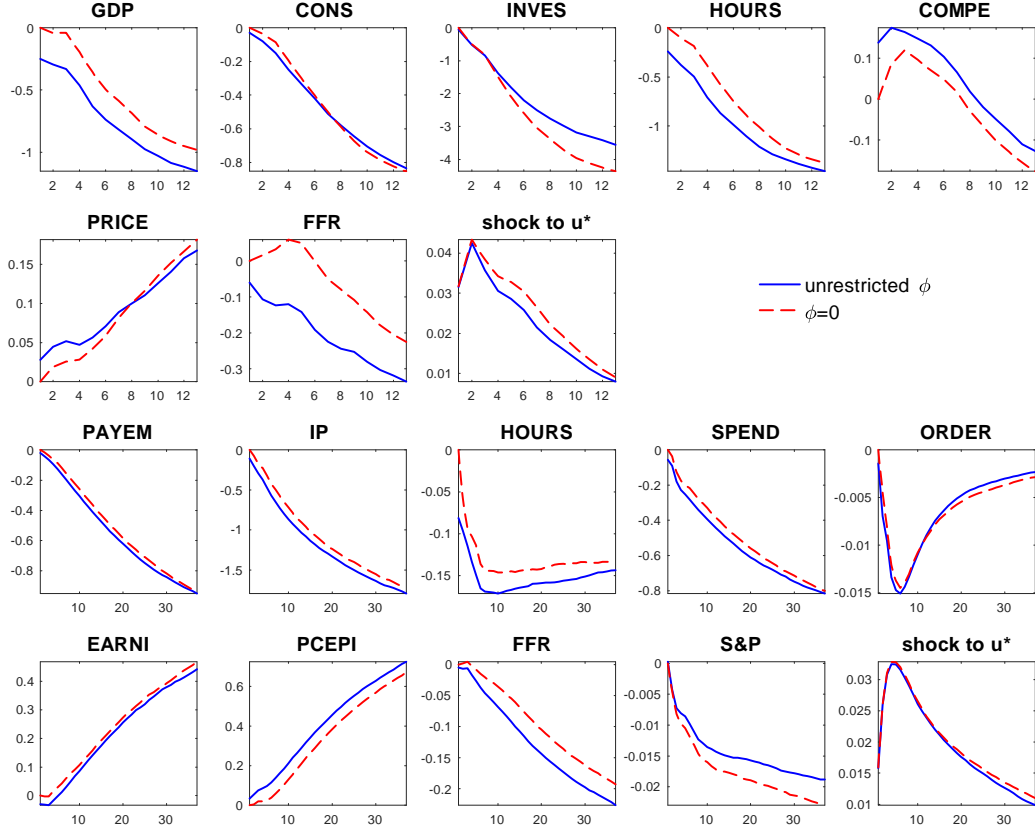 GDP CONS INVES HOURS COMPE
0 0 0 0 0.1
-0.5 -0.2 -1 -0.5 0
-1 -0.4 -2 -1 -0.1
-0.6 -3
-0.8 -4
2 4 6 8 10 12 2 4 6 8 10 12 2 4 6 8 10 12 2 4 6 8 10 12 2 4 6 8 10 12
PRICE FFR shock to u*
0.15 0 0.04
0.1 -0.1 0.03
0.05 -0.2 0.02
0 -0.3 0.01
2 4 6 8 10 12 2 4 6 8 10 12 2 4 6 8 10 12
unrestricted ϕ
ϕ=0
PAYEM IP HOURS SPEND ORDER
0 0 0 0 0
-0.2 -0.5 -0.05 -0.2 -0.005
-0.4 -1 -0.1 -0.4 -0.01
-0.6 -1.5 -0.15 -0.6 -0.015
-0.8 -0.8
10 20 30 10 20 30 10 20 30 10 20 30 10 20 30
EARNI PCEPI FFR S&P shock to u*
0.4 0.6 0 0 0.03
0.3 0.4 -0.05 -0.005 0.025
0.2 0.2 -0.1 -0.01 0.02
0.1 0 -0.15 -0.015 0.015
0 -0.2 -0.02 0.01
10 20 30 10 20 30 10 20 30 10 20 30 10 20 30